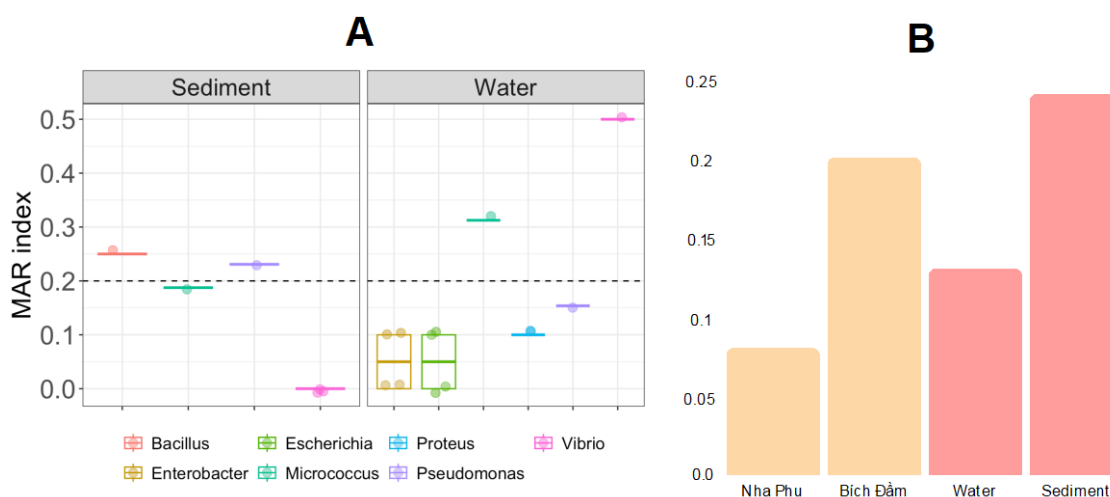 A
Sediment
Water
MAR index
0.5
0.4
0.3
0.2
0.1
0.0
Bacillus
Escherichia
Proteus
Vibrio
Enterobacter
Micrococcus
Pseudomonas
B
0.25
0.2
0.15
0.1
0.05
0.0
Nha Phu
Bích Đầm
Water
Sediment